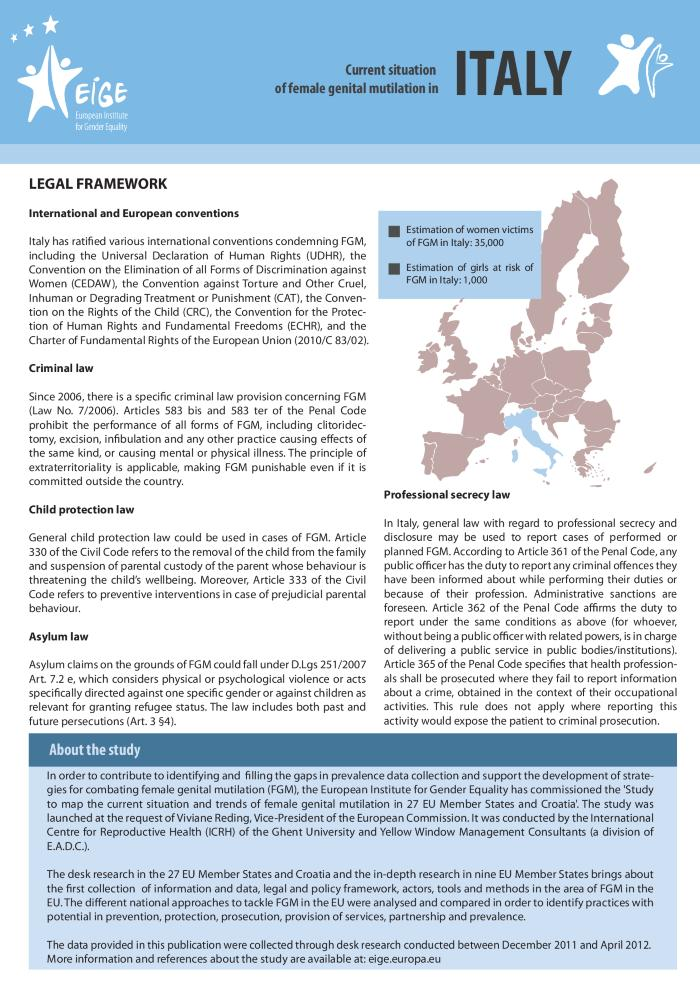 EIGE
European Institute
for Gender Equality
Current situation
of female genital mutilation in
ITALY
LEGAL FRAMEWORK
International and European conventions
Italy has ratified various international conventions condemning FGM,
including the Universal Declaration of Human Rights (UDHR), the
Convention on the Elimination of all Forms of Discrimination against
Women (CEDAW), the Convention against Torture and Other Cruel,
Inhuman or Degrading Treatment or Punishment (CAT), the Conven-
tion on the Rights of the Child (CRC), the Convention for the Protec-
tion of Human Rights and Fundamental Freedoms (ECHR), and the
Charter of Fundamental Rights of the European Union (2010/C 83/02).
Criminal law
Since 2006, there is a specific criminal law provision concerning FGM
(Law No. 7/2006). Articles 583 bis and 583 ter of the Penal Code
prohibit the performance of all forms of FGM, including clitoridec-
tomy, excision, infibulation and any other practice causing effects of
the same kind, or causing mental or physical illness. The principle of
extraterritoriality is applicable, making FGM punishable even if it is
committed outside the country.
Child protection law
General child protection law could be used in cases of FGM. Article
330 of the Civil Code refers to the removal of the child from the family
and suspension of parental custody of the parent whose behaviour is
threatening the child's wellbeing. Moreover, Article 333 of the Civil
Code refers to preventive interventions in case of prejudicial parental
behaviour.
Asylum law
Asylum claims on the grounds of FGM could fall under D.Lgs 251/2007
Art. 7.2 e, which considers physical or psychological violence or acts
specifically directed against one specific gender or against children as
relevant for granting refugee status. The law includes both past and
future persecutions (Art. 3 §4).
Estimation of women victims
of FGM in Italy: 35,000
Estimation of girls at risk of
FGM in Italy: 1,000
Professional secrecy law
In Italy, general law with regard to professional secrecy and
disclosure may be used to report cases of performed or
planned FGM. According to Article 361 of the Penal Code, any
public officer has the duty to report any criminal offences they
have been informed about while performing their duties or
because of their profession. Administrative sanctions are
foreseen. Article 362 of the Penal Code affirms the duty to
report under the same conditions as above (for whoever,
without being a public officer with related powers, is in charge
of delivering a public service in public bodies/institutions).
Article 365 of the Penal Code specifies that health profession-
als shall be prosecuted where they fail to report information
about a crime, obtained in the context of their occupational
activities. This rule does not apply where reporting this
activity would expose the patient to criminal prosecution.
About the study
In order to contribute to identifying and filling the gaps in prevalence data collection and support the development of strate-
gies for combating female genital mutilation (FGM), the European Institute for Gender Equality has commissioned the 'Study
to map the current situation and trends of female genital mutilation in 27 EU Member States and Croatia'. The study was
launched at the request of Viviane Reding, Vice-President of the European Commission. It was conducted by the International
Centre for Reproductive Health (ICRH) of the Ghent University and Yellow Window Management Consultants (a division of
E.A.D.C.).
The desk research in the 27 EU Member States and Croatia and the in-depth research in nine EU Member States brings about
the first collection of information and data, legal and policy framework, actors, tools and methods in the area of FGM in the
EU. The different national approaches to tackle FGM in the EU were analysed and compared in order to identify practices with
potential in prevention, protection, prosecution, provision of services, partnership and prevalence.
The data provided in this publication were collected through desk research conducted between December 2011 and April 2012.
More information and references about the study are available at: eige.europa.eu